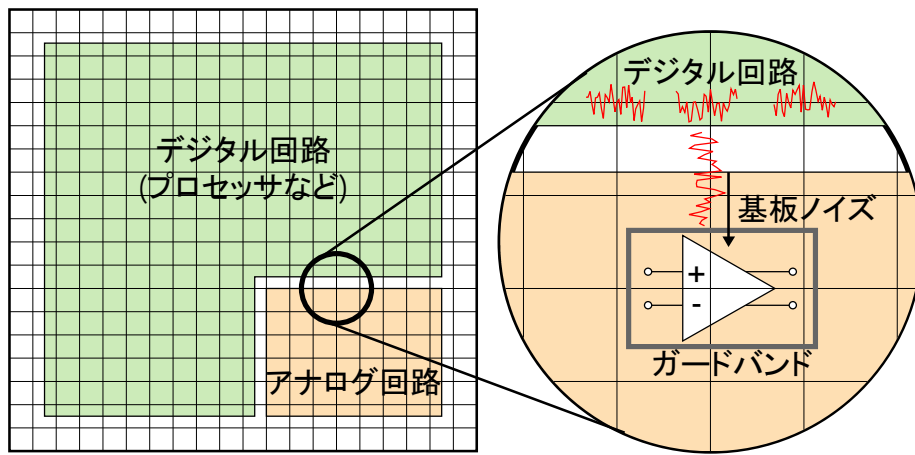 デジタル回路
(プロセッサなど)
アナログ回路
デジタル回路
基板ノイズ
+
-
ガードバンド